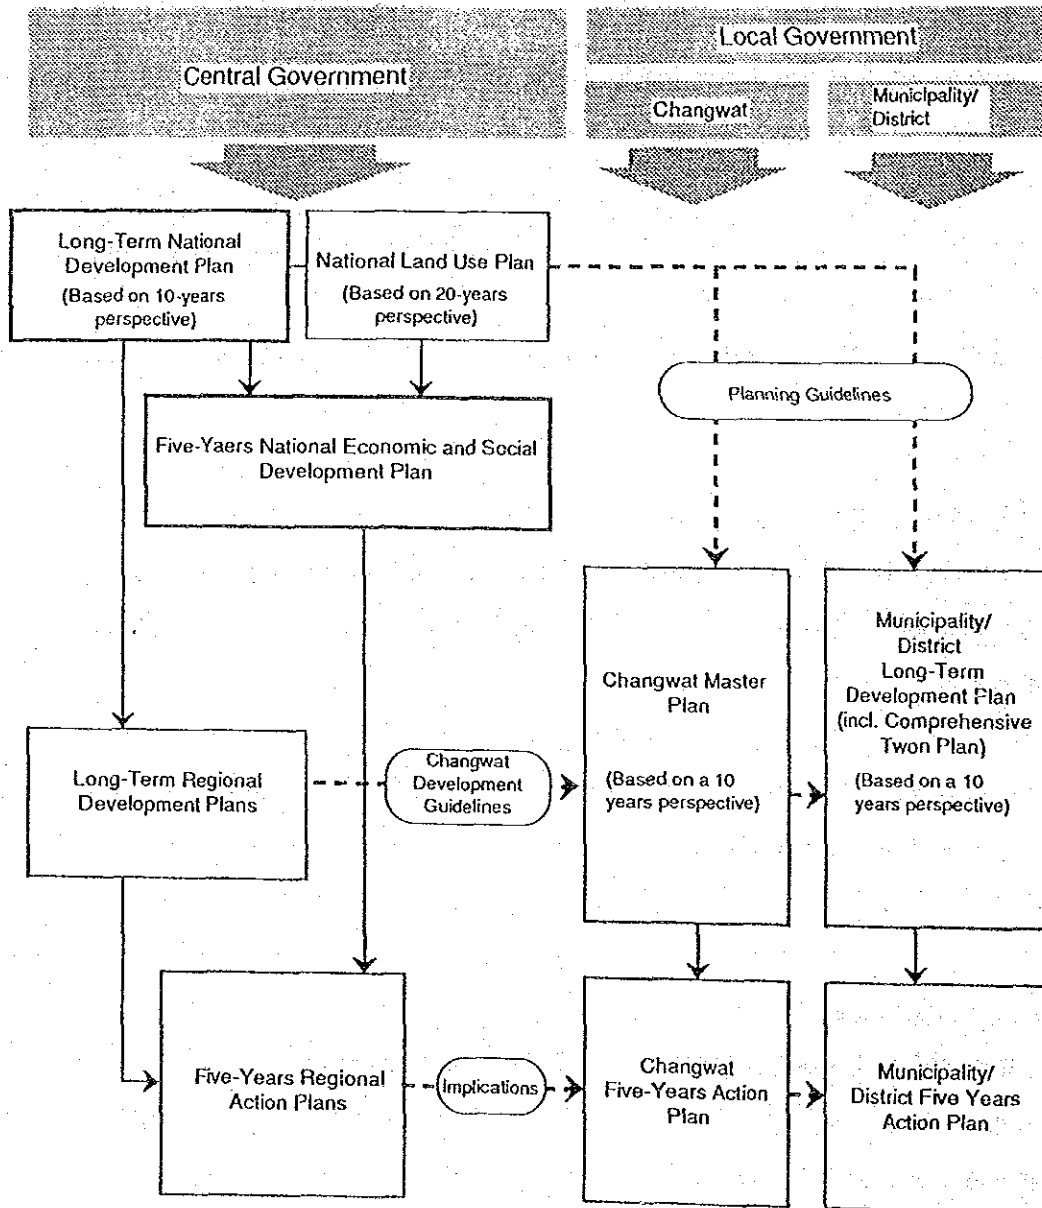 Central Government
Local Government
Changwat
Municipality/
District
Long-Term National
Development Plan
(Based on 10-years
perspective)
National Land Use Plan
(Based on 20-years
perspective)
Planning Guidelines
Five-Yaers National Economic and Social
Development Plan
Changwat Master
Plan
(Based on a 10
years perspective)
Municipality/
District
Long-Term
Development Plan
(incl. Comprehensive
Twon Plan)
(Based on a 10
years perspective)
Long-Term Regional
Development Plans
Changwat
Development
Guidelines
Five-Years Regional
Action Plans
Implications
Changwat
Five-Years Action
Plan
Municipality/
District Five Years
Action Plan